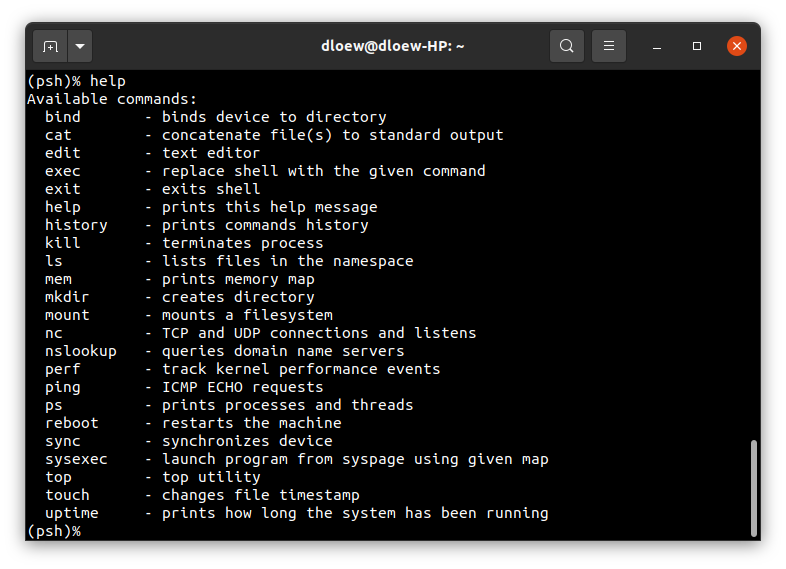 dloew@dloew-HP: ~
(psh)% help
Available commands:
  bind       - binds device to directory
  cat        - concatenate file(s) to standard output
  edit       - text editor
  exec       - replace shell with the given command
  exit       - exits shell
  help       - prints this help message
  history    - prints commands history
  kill       - terminates process
  ls         - lists files in the namespace
  mem        - prints memory map
  mkdir      - creates directory
  mount      - mounts a filesystem
  nc         - TCP and UDP connections and listens
  nslookup   - queries domain name servers
  perf       - track kernel performance events
  ping       - ICMP ECHO requests
  ps         - prints processes and threads
  reboot     - restarts the machine
  sync       - synchronizes device
  sysexec    - launch program from syspage using given map
  top        - top utility
  touch      - changes file timestamp
  uptime     - prints how long the system has been running
(psh)%